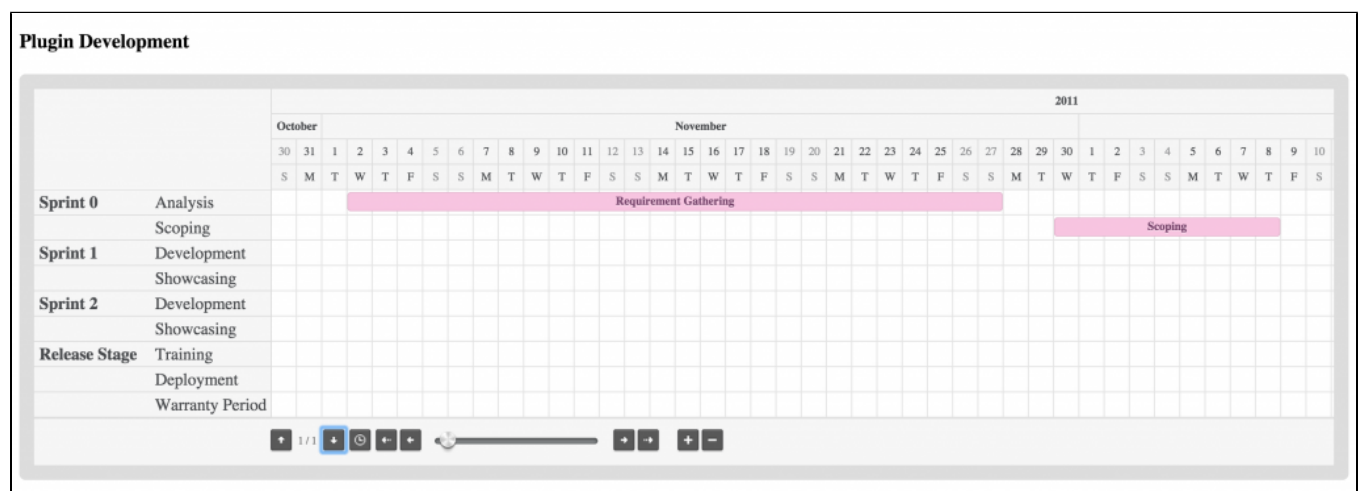 Plugin Development
2011
October November
30 31 1 2 3 4 5 6 7 8 9 10 11 12 13 14 15 16 17 18 19 20 21 22 23 24 25 26 27 28 29 30 1 2 3 4 5 6 7 8 9 10
S M T W T F S S M T W T F S S M T W T F S S M T W T F S S M T W T F S S M T W T F S
Sprint 0 Analysis Requirement Gathering
Scoping Scoping
Sprint 1 Development
Showcasing
Sprint 2 Development
Showcasing
Release Stage Training
Deployment
Warranty Period
1/1